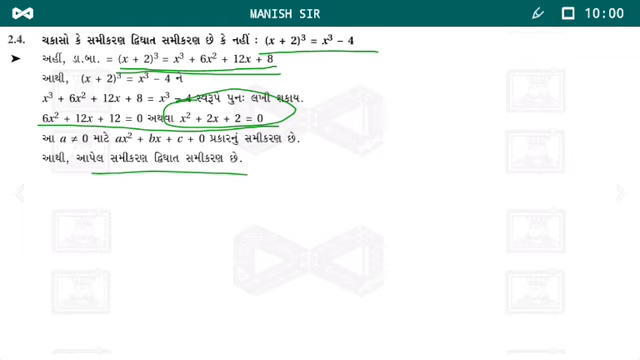 MANISH SIR
10:00
2.4. ચકાસો કે સમીકરણ દ્વિઘાત સમીકરણ છે કે નહીં : (x + 2)³ = x³ – 4
➤ અહીં, ડા.બા. = (x + 2)³ = x³ + 6x² + 12x + 8
આથી, (x + 2)³ = x³ – 4 ને
x³ + 6x² + 12x + 8 = x³ – 4 સ્વરૂપે પુનઃ લખી શકાય.
6x² + 12x + 12 = 0 અથવા x² + 2x + 2 = 0
આ a ≠ 0 માટે ax² + bx + c + 0 પ્રકારનું સમીકરણ છે.
આથી, આપેલ સમીકરણ દ્વિઘાત સમીકરણ છે.